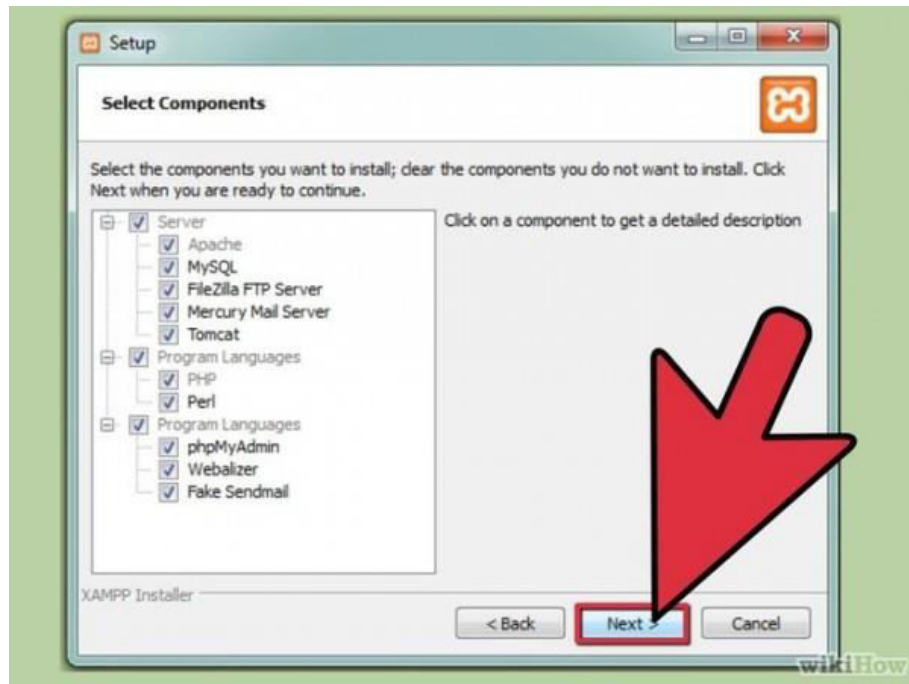 Setup
Select Components
Select the components you want to install; clear the components you do not want to install. Click
Next when you are ready to continue.
Server
Apache
MySQL
FileZilla FTP Server
Mercury Mail Server
Tomcat
Program Languages
PHP
Perl
Program Languages
phpMyAdmin
Webalizer
Fake Sendmail
Click on a component to get a detailed description
XAMPP Installer
< Back
Next >
Cancel
wikiHow